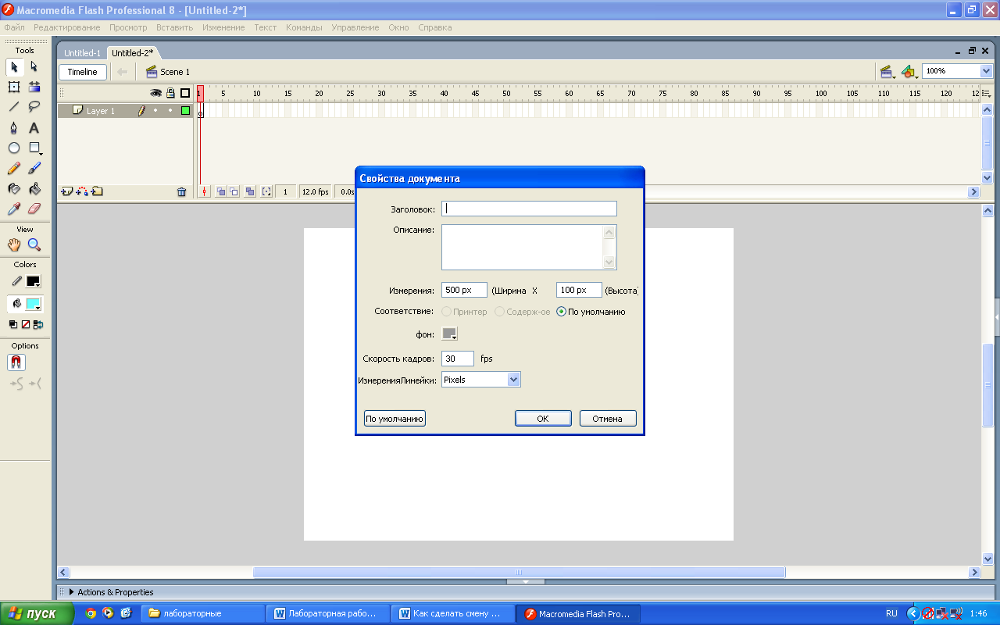 Macromedia Flash Professional 8 - [Untitled-2*]
Файл Редактирование Просмотр Вставить Изменение Текст Команды Управление Окно Справка
Tools
Untitled-1 Untitled-2*
Timeline Scene 1 100%
1 5 10 15 20 25 30 35 40 45 50 55 60 65 70 75 80 85 90 95 100 105 110 115 120 12
Layer 1
1 12.0 fps 0.0s
View
Colors
Options
Свойства документа
Заголовок:
Описание:
Измерения: 500 px (Ширина X 100 px (Высота)
Соответствие: Принтер Содерж-ое По умолчанию
фон:
Скорость кадров: 30 fps
ИзмеренияЛинейки: Pixels
По умолчанию OK Отмена
Actions & Properties
пуск лабораторные Лабораторная рабо... Как сделать смену ... Macromedia Flash Pro... RU 1:46